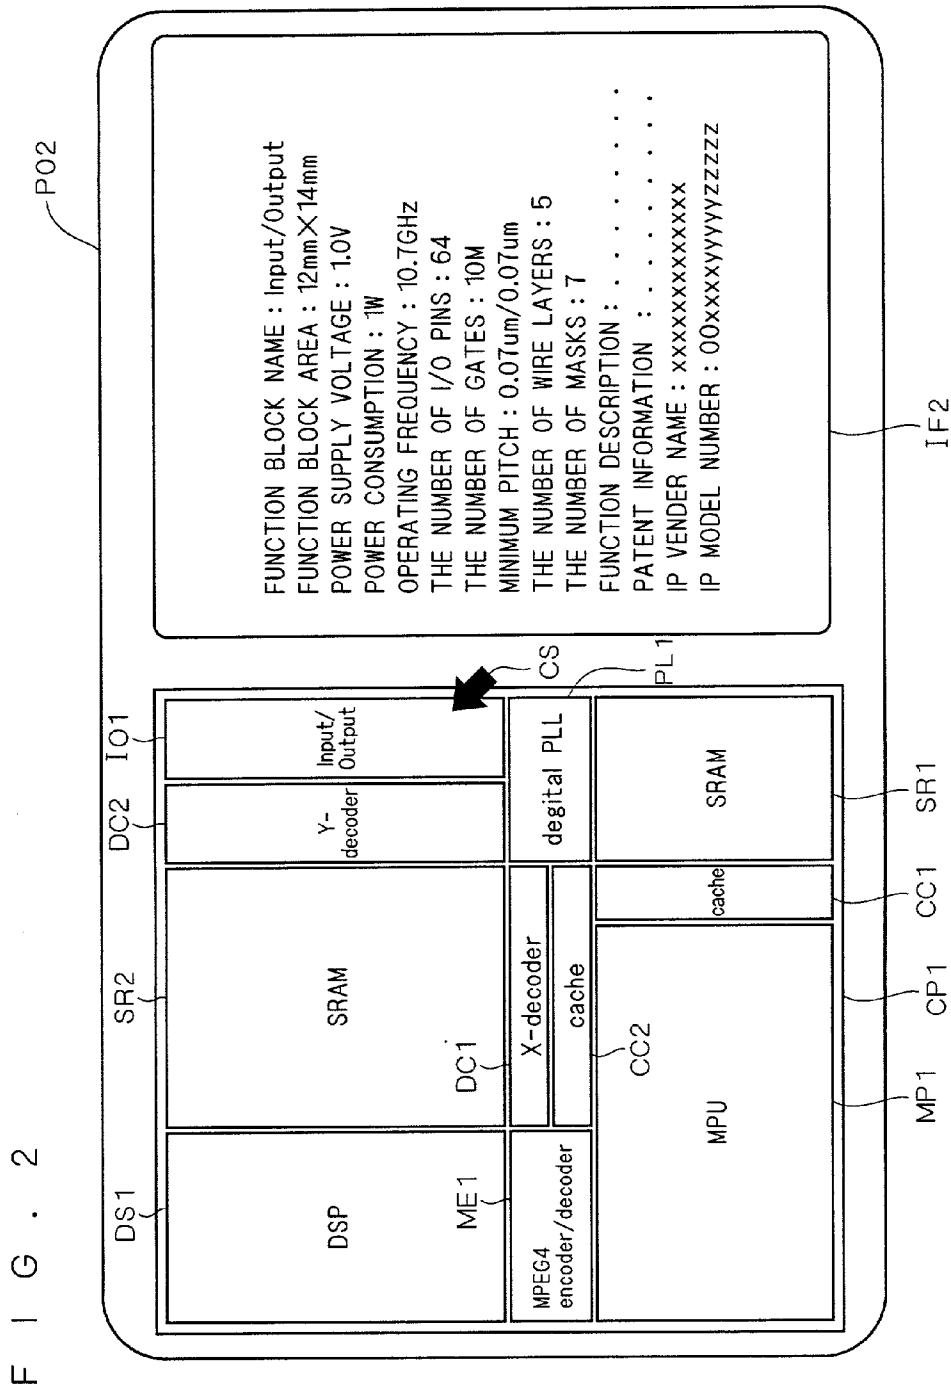 FIG. 2
PO2
DS1
SR2
DC2
IO1
DSP
SRAM
Y-
decoder
Input/
Output
CS
ME1
DC1
MPEG4
encoder/decoder
X-decoder
cache
degital PLL
CC2
PL1
MPU
cache
SRAM
MP1
CP1
CC1
SR1
FUNCTION BLOCK NAME : Input/Output
FUNCTION BLOCK AREA : 12mm×14mm
POWER SUPPLY VOLTAGE : 1.0V
POWER CONSUMPTION : 1W
OPERATING FREQUENCY : 10.7GHz
THE NUMBER OF I/O PINS : 64
THE NUMBER OF GATES : 10M
MINIMUM PITCH : 0.07um/0.07um
THE NUMBER OF WIRE LAYERS : 5
THE NUMBER OF MASKS : 7
FUNCTION DESCRIPTION : . . . . . . . . . .
PATENT INFORMATION : . . . . . . . . . .
IP VENDER NAME : xxxxxxxxxxxxx
IP MODEL NUMBER : 00xxxxyyyyyzzzzz
IF2